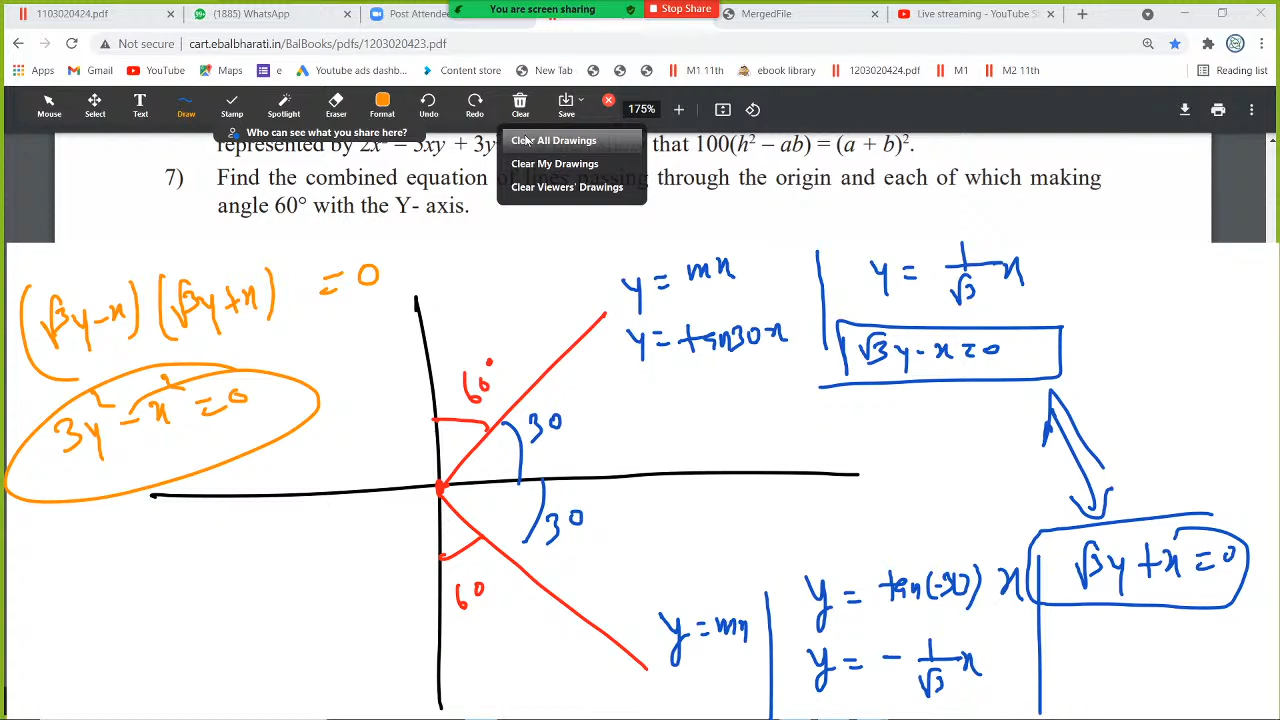 1103020424.pdf
(1885) WhatsApp
Post Attended
You are screen sharing
Stop Share
MergedFile
Live streaming - YouTube S
Not secure
cart.ebalbharati.in/BalBooks/pdfs/1203020423.pdf
Apps
Gmail
YouTube
Maps
e
Youtube ads dashb...
Content store
New Tab
M1 11th
ebook library
1203020424.pdf
M1
M2 11th
Reading list
Mouse
Select
Text
Draw
Stamp
Spotlight
Eraser
Format
Undo
Redo
Clear
Save
175%
Who can see what you share here?
Clear All Drawings
Clear My Drawings
Clear Viewers' Drawings
that 100(h² – ab) = (a + b)².
7) Find the combined equation of lines passing through the origin and each of which making
angle 60° with the Y- axis.
(√3y-x)(√3y+x) = 0
3y²-x²=0
60°
30
30
60
y = mx
y = tan30 x
y = 1/√3 x
√3y-x=0
√3y+x=0
y = mx
y = tan(-30) x
y = - 1/√3 x